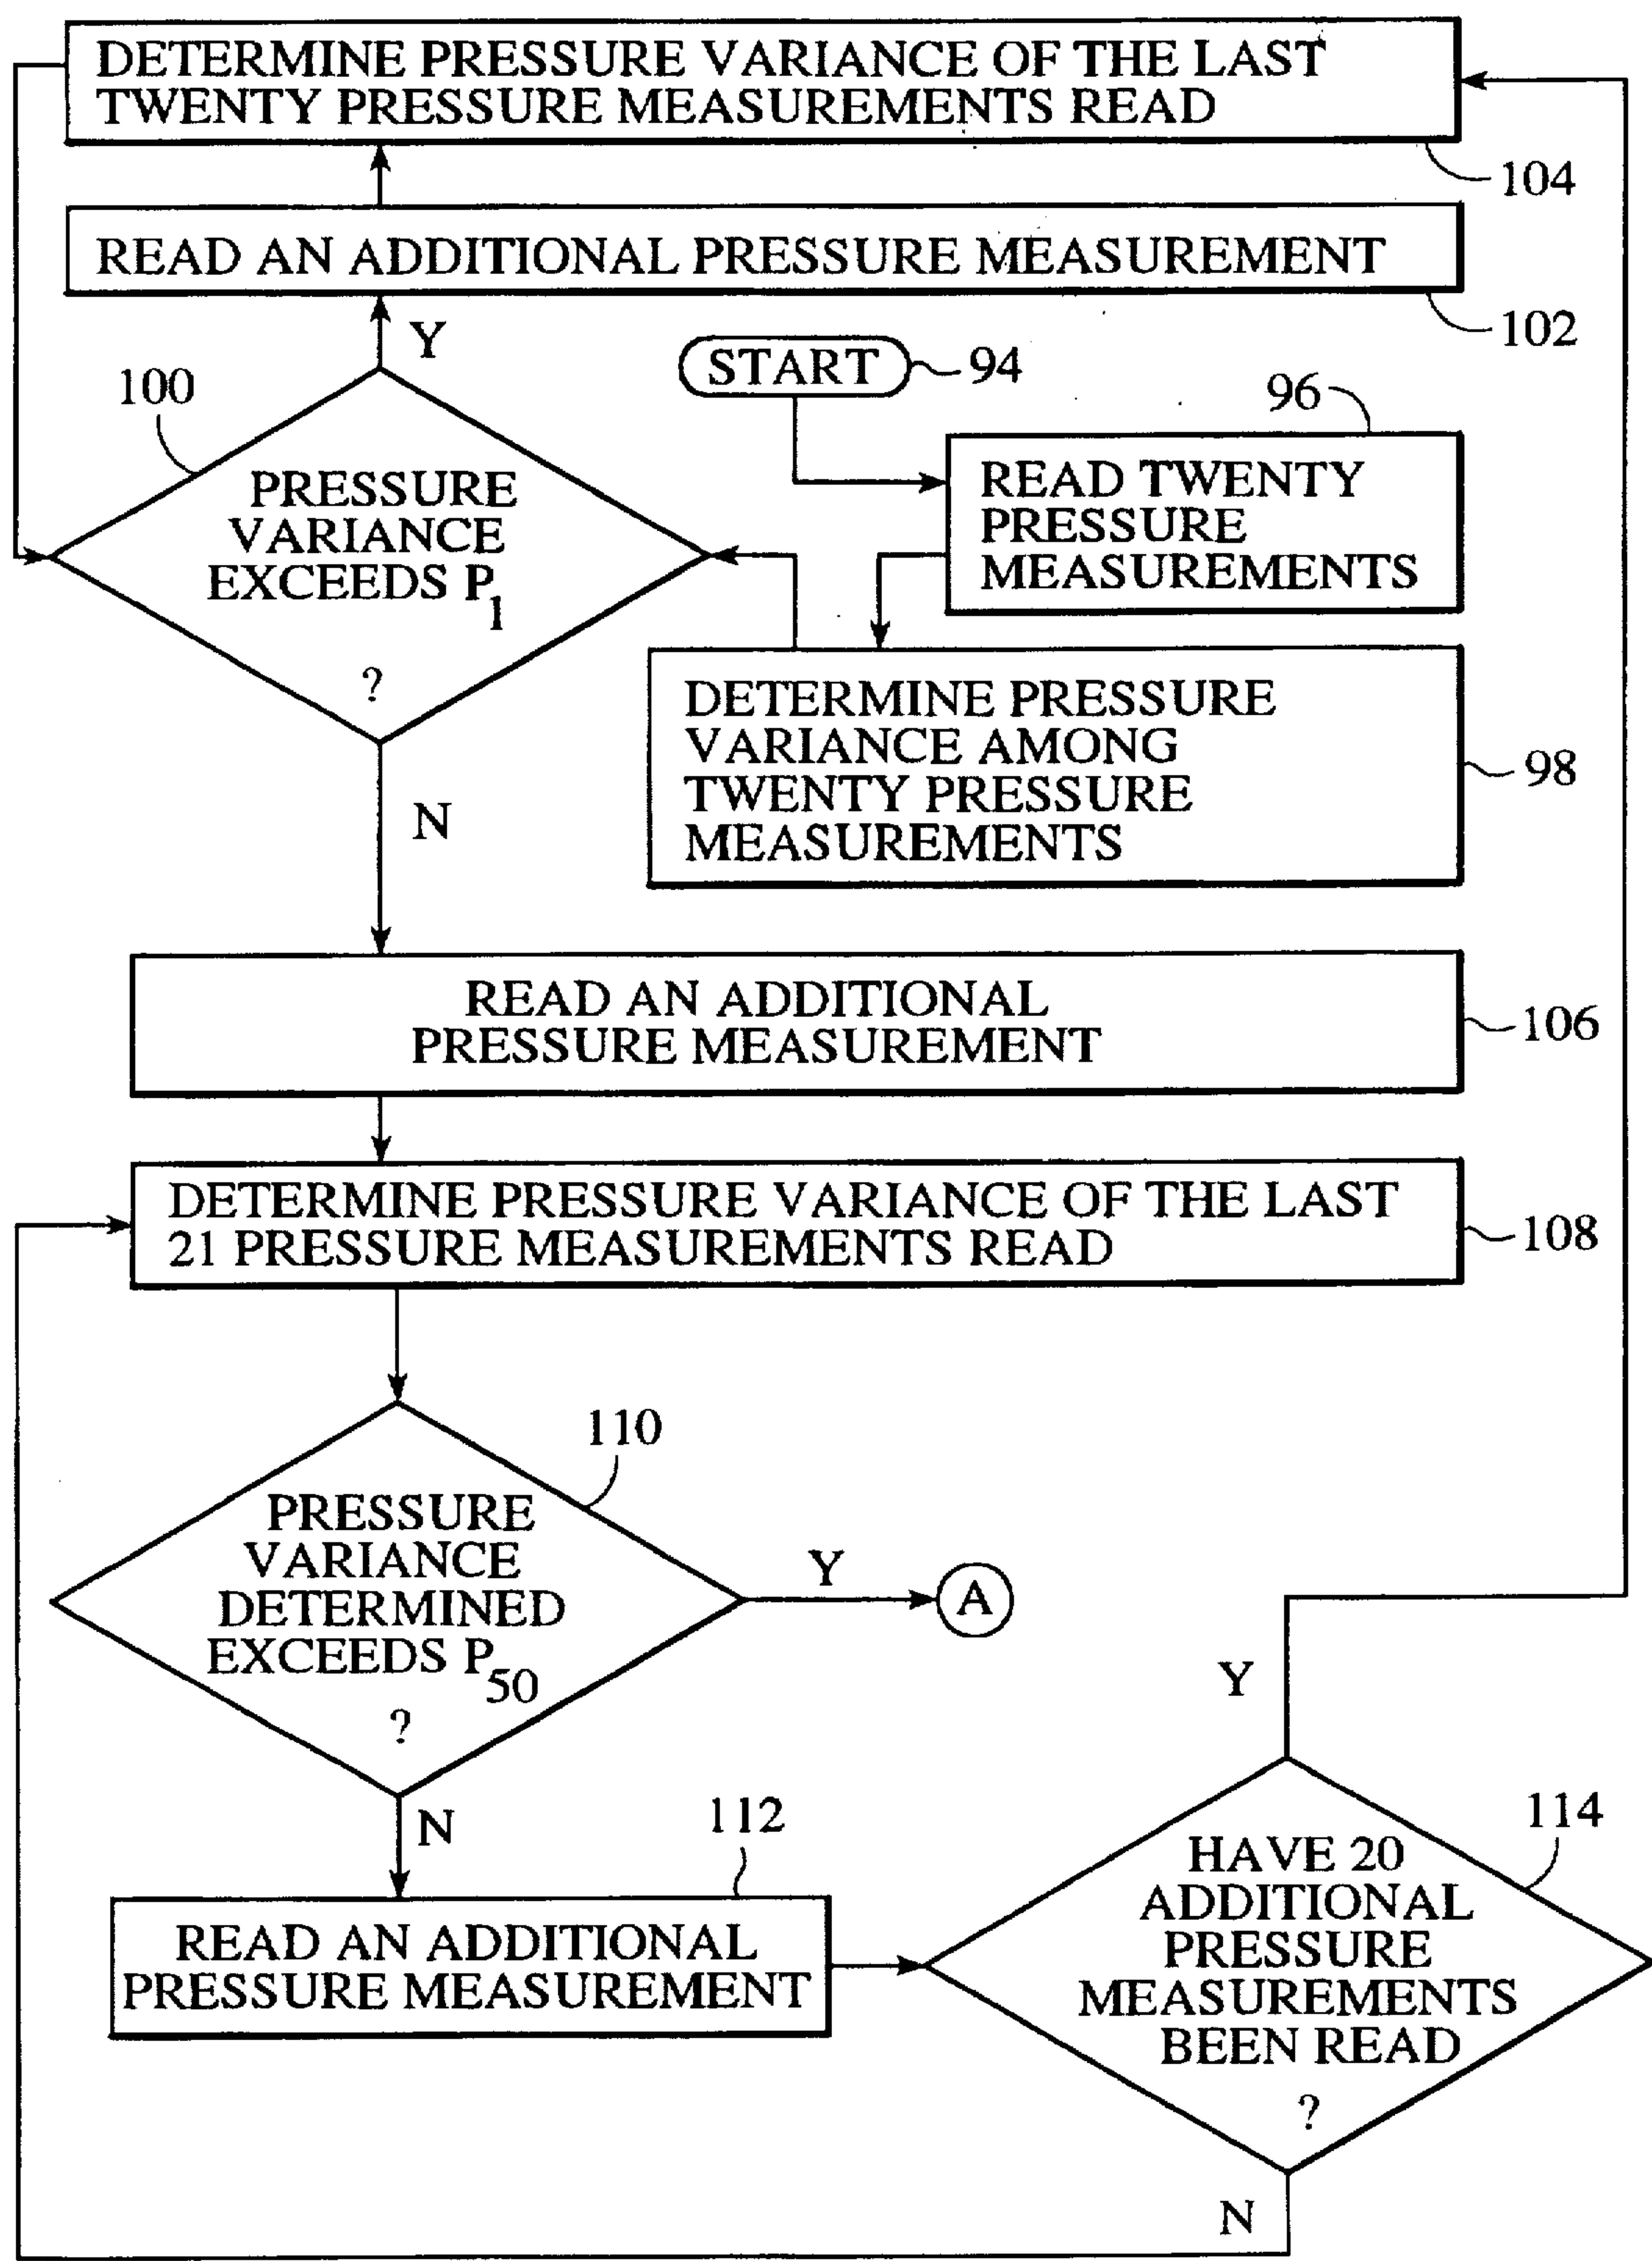 DETERMINE PRESSURE VARIANCE OF THE LAST
TWENTY PRESSURE MEASUREMENTS READ
104
READ AN ADDITIONAL PRESSURE MEASUREMENT
102
Y
START
94
100
96
PRESSURE
VARIANCE
EXCEEDS P1
?
READ TWENTY
PRESSURE
MEASUREMENTS
DETERMINE PRESSURE
VARIANCE AMONG
TWENTY PRESSURE
MEASUREMENTS
98
N
READ AN ADDITIONAL
PRESSURE MEASUREMENT
106
DETERMINE PRESSURE VARIANCE OF THE LAST
21 PRESSURE MEASUREMENTS READ
108
110
PRESSURE
VARIANCE
DETERMINED
EXCEEDS P50
?
Y
A
Y
N
112
READ AN ADDITIONAL
PRESSURE MEASUREMENT
114
HAVE 20
ADDITIONAL
PRESSURE
MEASUREMENTS
BEEN READ
?
N